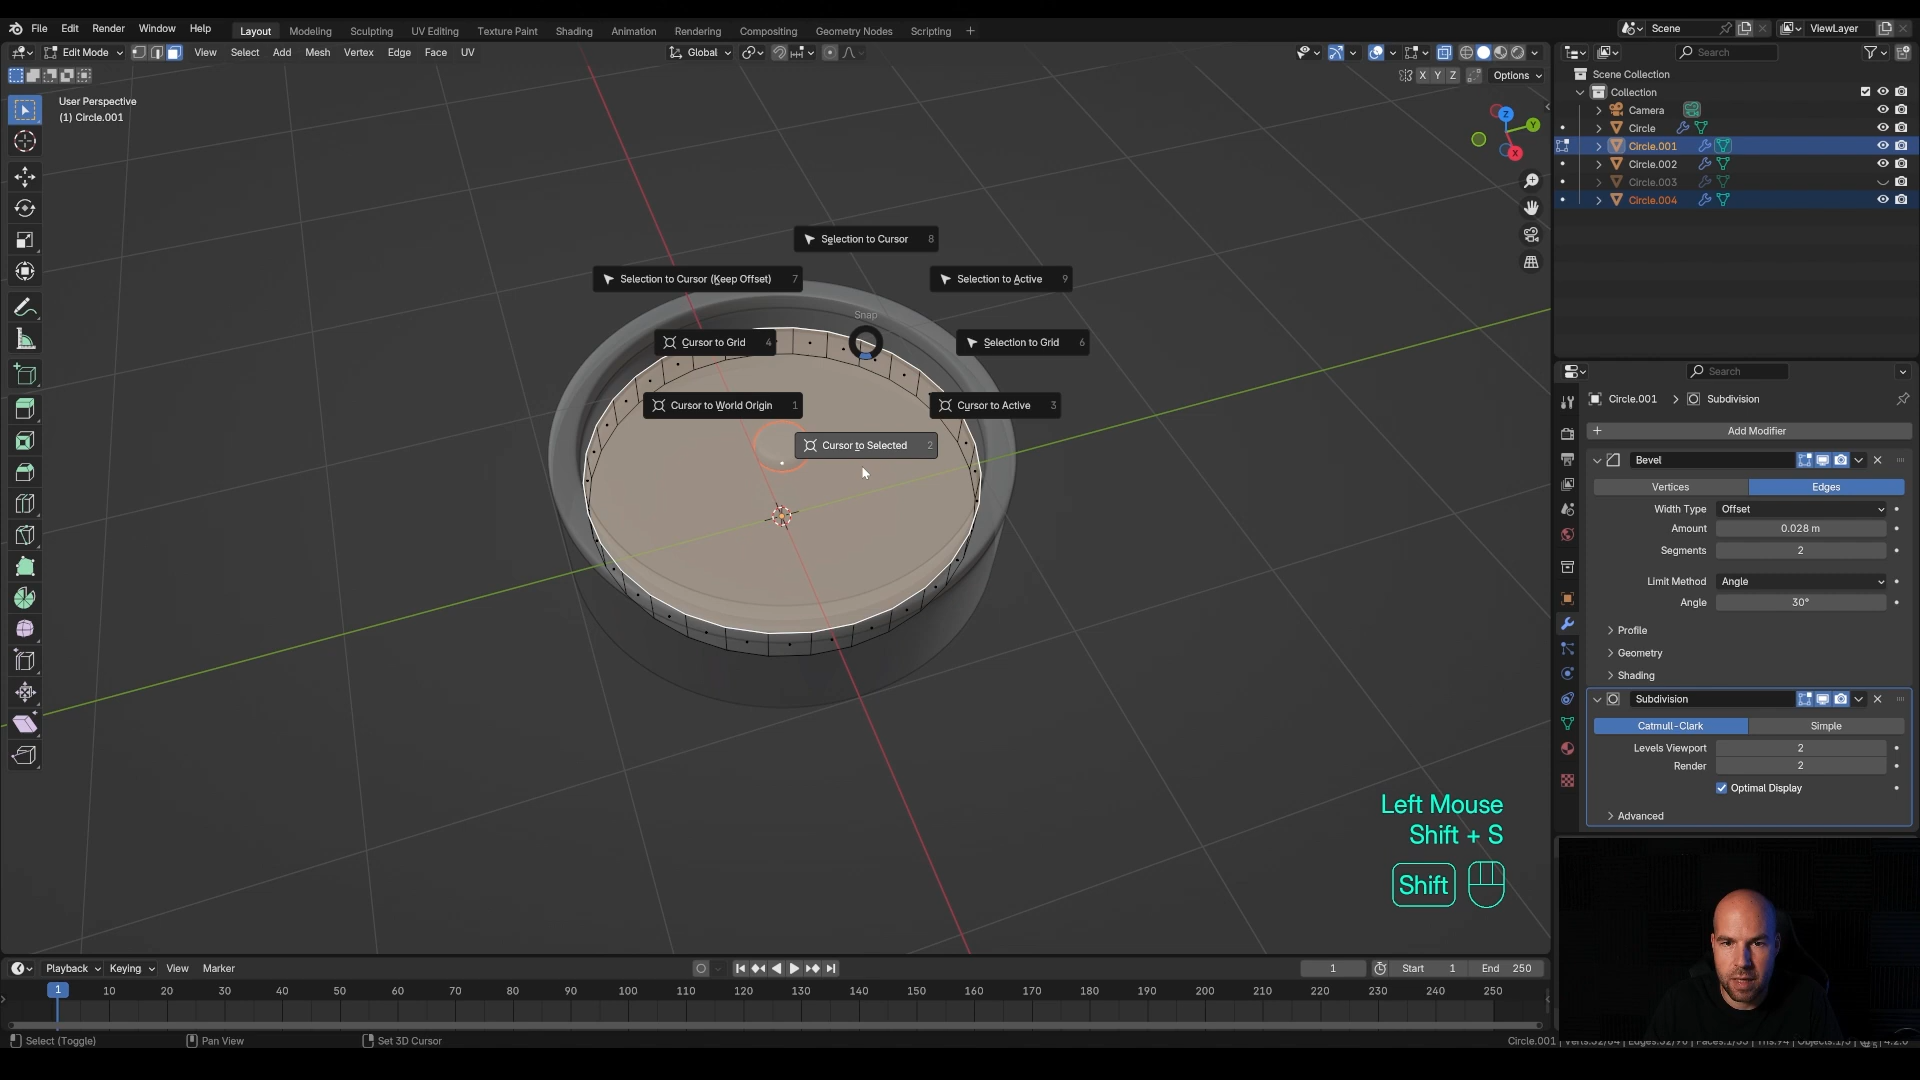 File Edit Render Window Help Layout Modeling Sculpting UV Editing Texture Paint Shading Animation Rendering Compositing Geometry Nodes Scripting +
Scene ViewLayer
Edit Mode View Select Add Mesh Vertex Edge Face UV Global
Search
X Y Z Options
User Perspective
(1) Circle.001
Z
Y
X
Scene Collection
Collection
Camera
Circle
Circle.001
Circle.002
Circle.003
Circle.004
Selection to Cursor 8
Selection to Cursor (Keep Offset) 7
Selection to Active 9
Snap
Cursor to Grid 4
Selection to Grid 6
Cursor to World Origin 1
Cursor to Active 3
Cursor to Selected 2
Search
Circle.001 > Subdivision
+ Add Modifier
Bevel
Vertices Edges
Width Type Offset
Amount 0.028 m
Segments 2
Limit Method Angle
Angle 30°
Profile
Geometry
Shading
Subdivision
Catmull-Clark Simple
Levels Viewport 2
Render 2
Optimal Display
Advanced
Left Mouse
Shift + S
Shift
Playback Keying View Marker
1 Start 1 End 250
1 10 20 30 40 50 60 70 80 90 100 110 120 130 140 150 160 170 180 190 200 210 220 230 240 250
Select (Toggle) Pan View Set 3D Cursor
Circle.001